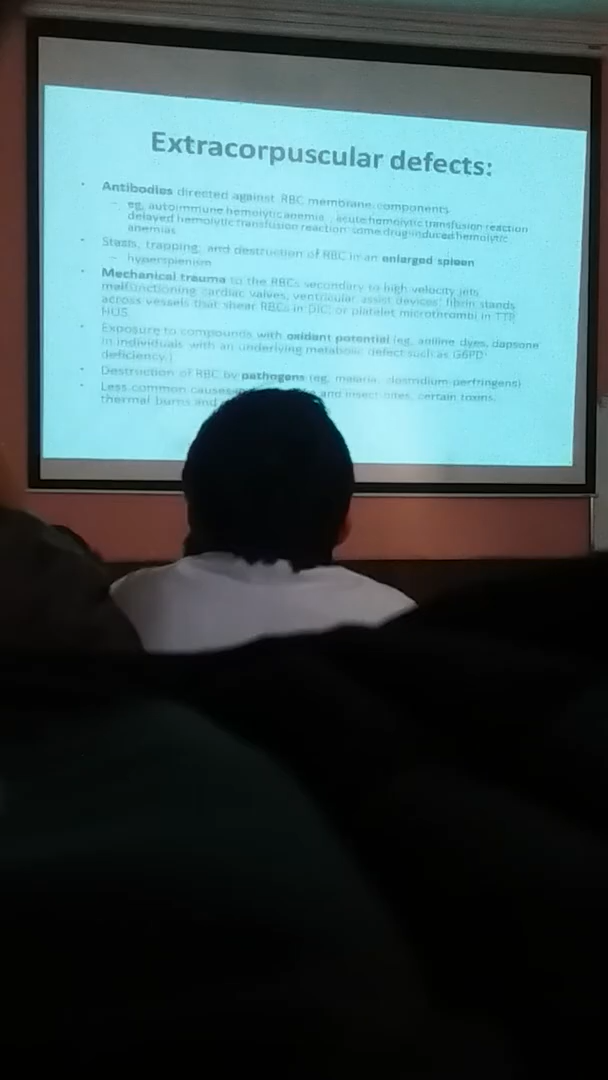 Extracorpuscular defects:
• Antibodies directed against RBC membrane components
– eg, autoimmune hemolytic anemia, acute hemolytic transfusion reaction
delayed hemolytic transfusion reaction some drug-induced hemolytic
anemias
• Stasis, trapping, and destruction of RBC in an enlarged spleen
– hypersplenism
• Mechanical trauma to the RBCs secondary to high velocity jets
malfunctioning cardiac valves, ventricular assist devices, fibrin stands
across vessels that shear RBCs in DIC, or platelet microthrombi in TTP,
HUS
• Exposure to compounds with oxidant potential (eg, aniline dyes, dapsone
in individuals with an underlying metabolic defect such as G6PD
deficiency.)
• Destruction of RBC by pathogens (eg, malaria, clostridium perfringens)
• Less common causes and insect bites, certain toxins,
thermal burns and